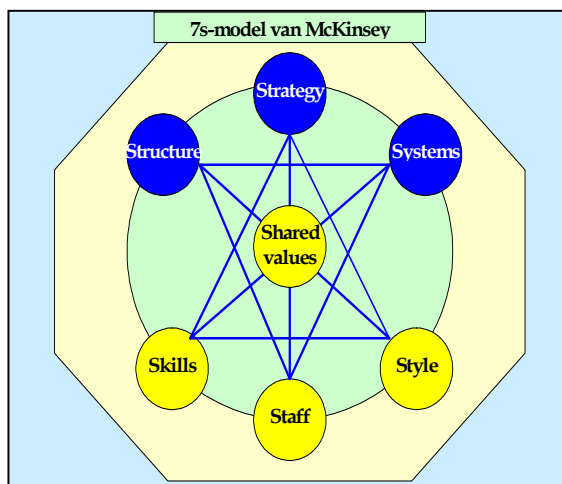 7s-model van McKinsey
Strategy
Structure
Systems
Shared
values
Skills
Style
Staff